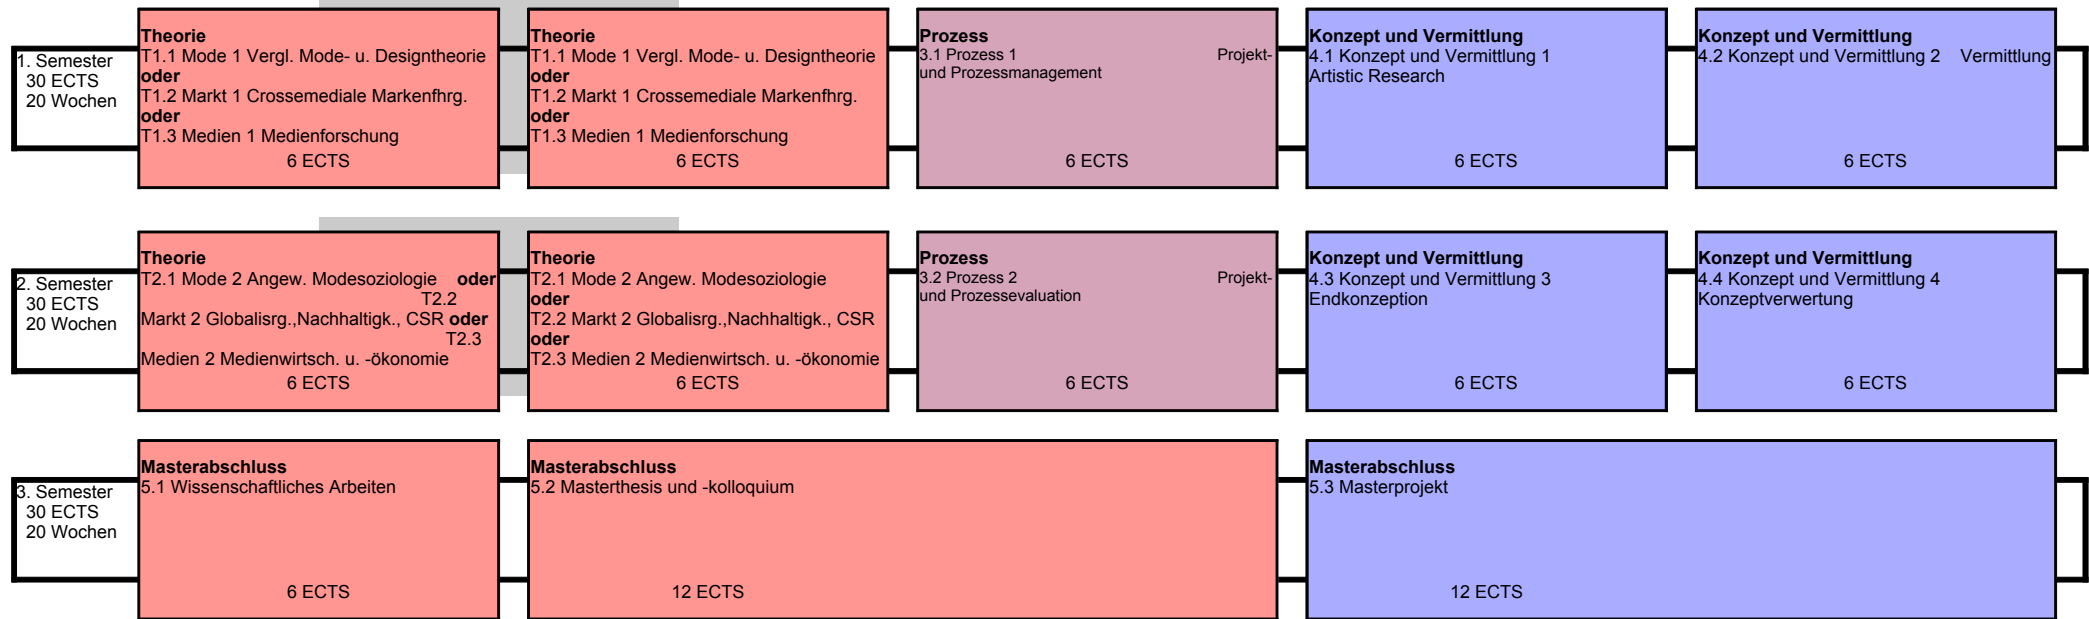 1. Semester
30 ECTS
20 Wochen
Theorie
T1.1 Mode 1 Vergl. Mode- u. Designtheorie
oder
T1.2 Markt 1 Crossemediale Markenfhrg.
oder
T1.3 Medien 1 Medienforschung
6 ECTS
Theorie
T1.1 Mode 1 Vergl. Mode- u. Designtheorie
oder
T1.2 Markt 1 Crossemediale Markenfhrg.
oder
T1.3 Medien 1 Medienforschung
6 ECTS
Prozess
3.1 Prozess 1 Projekt-
und Prozessmanagement
6 ECTS
Konzept und Vermittlung
4.1 Konzept und Vermittlung 1
Artistic Research
6 ECTS
Konzept und Vermittlung
4.2 Konzept und Vermittlung 2 Vermittlung
6 ECTS
2. Semester
30 ECTS
20 Wochen
Theorie
T2.1 Mode 2 Angew. Modesoziologie oder
T2.2
Markt 2 Globalisrg.,Nachhaltigk., CSR oder
T2.3
Medien 2 Medienwirtsch. u. -ökonomie
6 ECTS
Theorie
T2.1 Mode 2 Angew. Modesoziologie
oder
T2.2 Markt 2 Globalisrg.,Nachhaltigk., CSR
oder
T2.3 Medien 2 Medienwirtsch. u. -ökonomie
6 ECTS
Prozess
3.2 Prozess 2 Projekt-
und Prozessevaluation
6 ECTS
Konzept und Vermittlung
4.3 Konzept und Vermittlung 3
Endkonzeption
6 ECTS
Konzept und Vermittlung
4.4 Konzept und Vermittlung 4
Konzeptverwertung
6 ECTS
3. Semester
30 ECTS
20 Wochen
Masterabschluss
5.1 Wissenschaftliches Arbeiten
6 ECTS
Masterabschluss
5.2 Masterthesis und -kolloquium
12 ECTS
Masterabschluss
5.3 Masterprojekt
12 ECTS